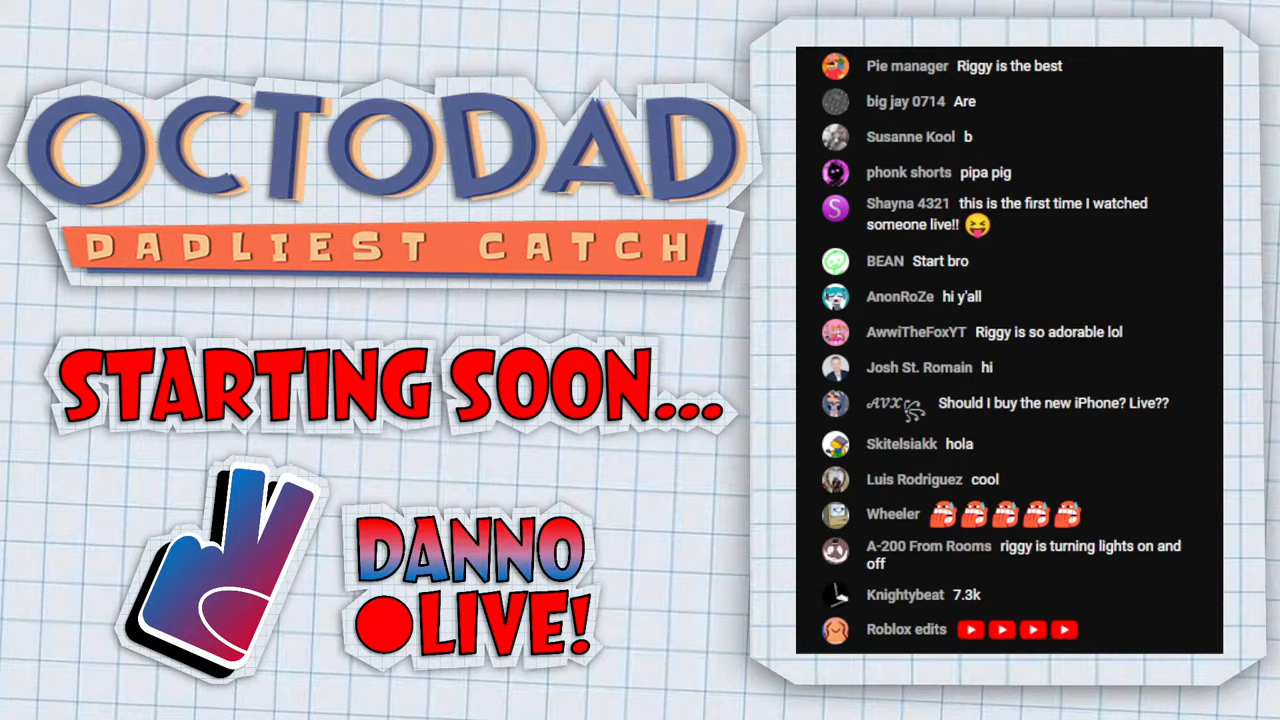 OCTODAD
DADLIEST CATCH
STARTING SOON...
DANNO
LIVE!
Pie manager Riggy is the best
big jay 0714 Are
Susanne Kool b
phonk shorts pipa pig
S
Shayna 4321 this is the first time I watched
someone live!! 😝
BEAN Start bro
AnonRoZe hi y'all
AwwiTheFoxYT Riggy is so adorable lol
Josh St. Romain hi
𝓐𝓥𝓧 Should I buy the new iPhone? Live??
Skitelsiakk hola
Luis Rodriguez cool
Wheeler
A-200 From Rooms riggy is turning lights on and
off
Knightybeat 7.3k
Roblox edits